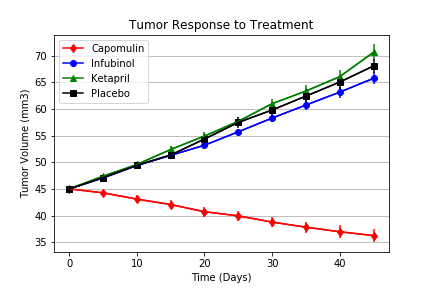 Tumor Response to Treatment
Capomulin
Infubinol
Ketapril
Placebo
Tumor Volume (mm3)
70
65
60
55
50
45
40
35
0 10 20 30 40
Time (Days)